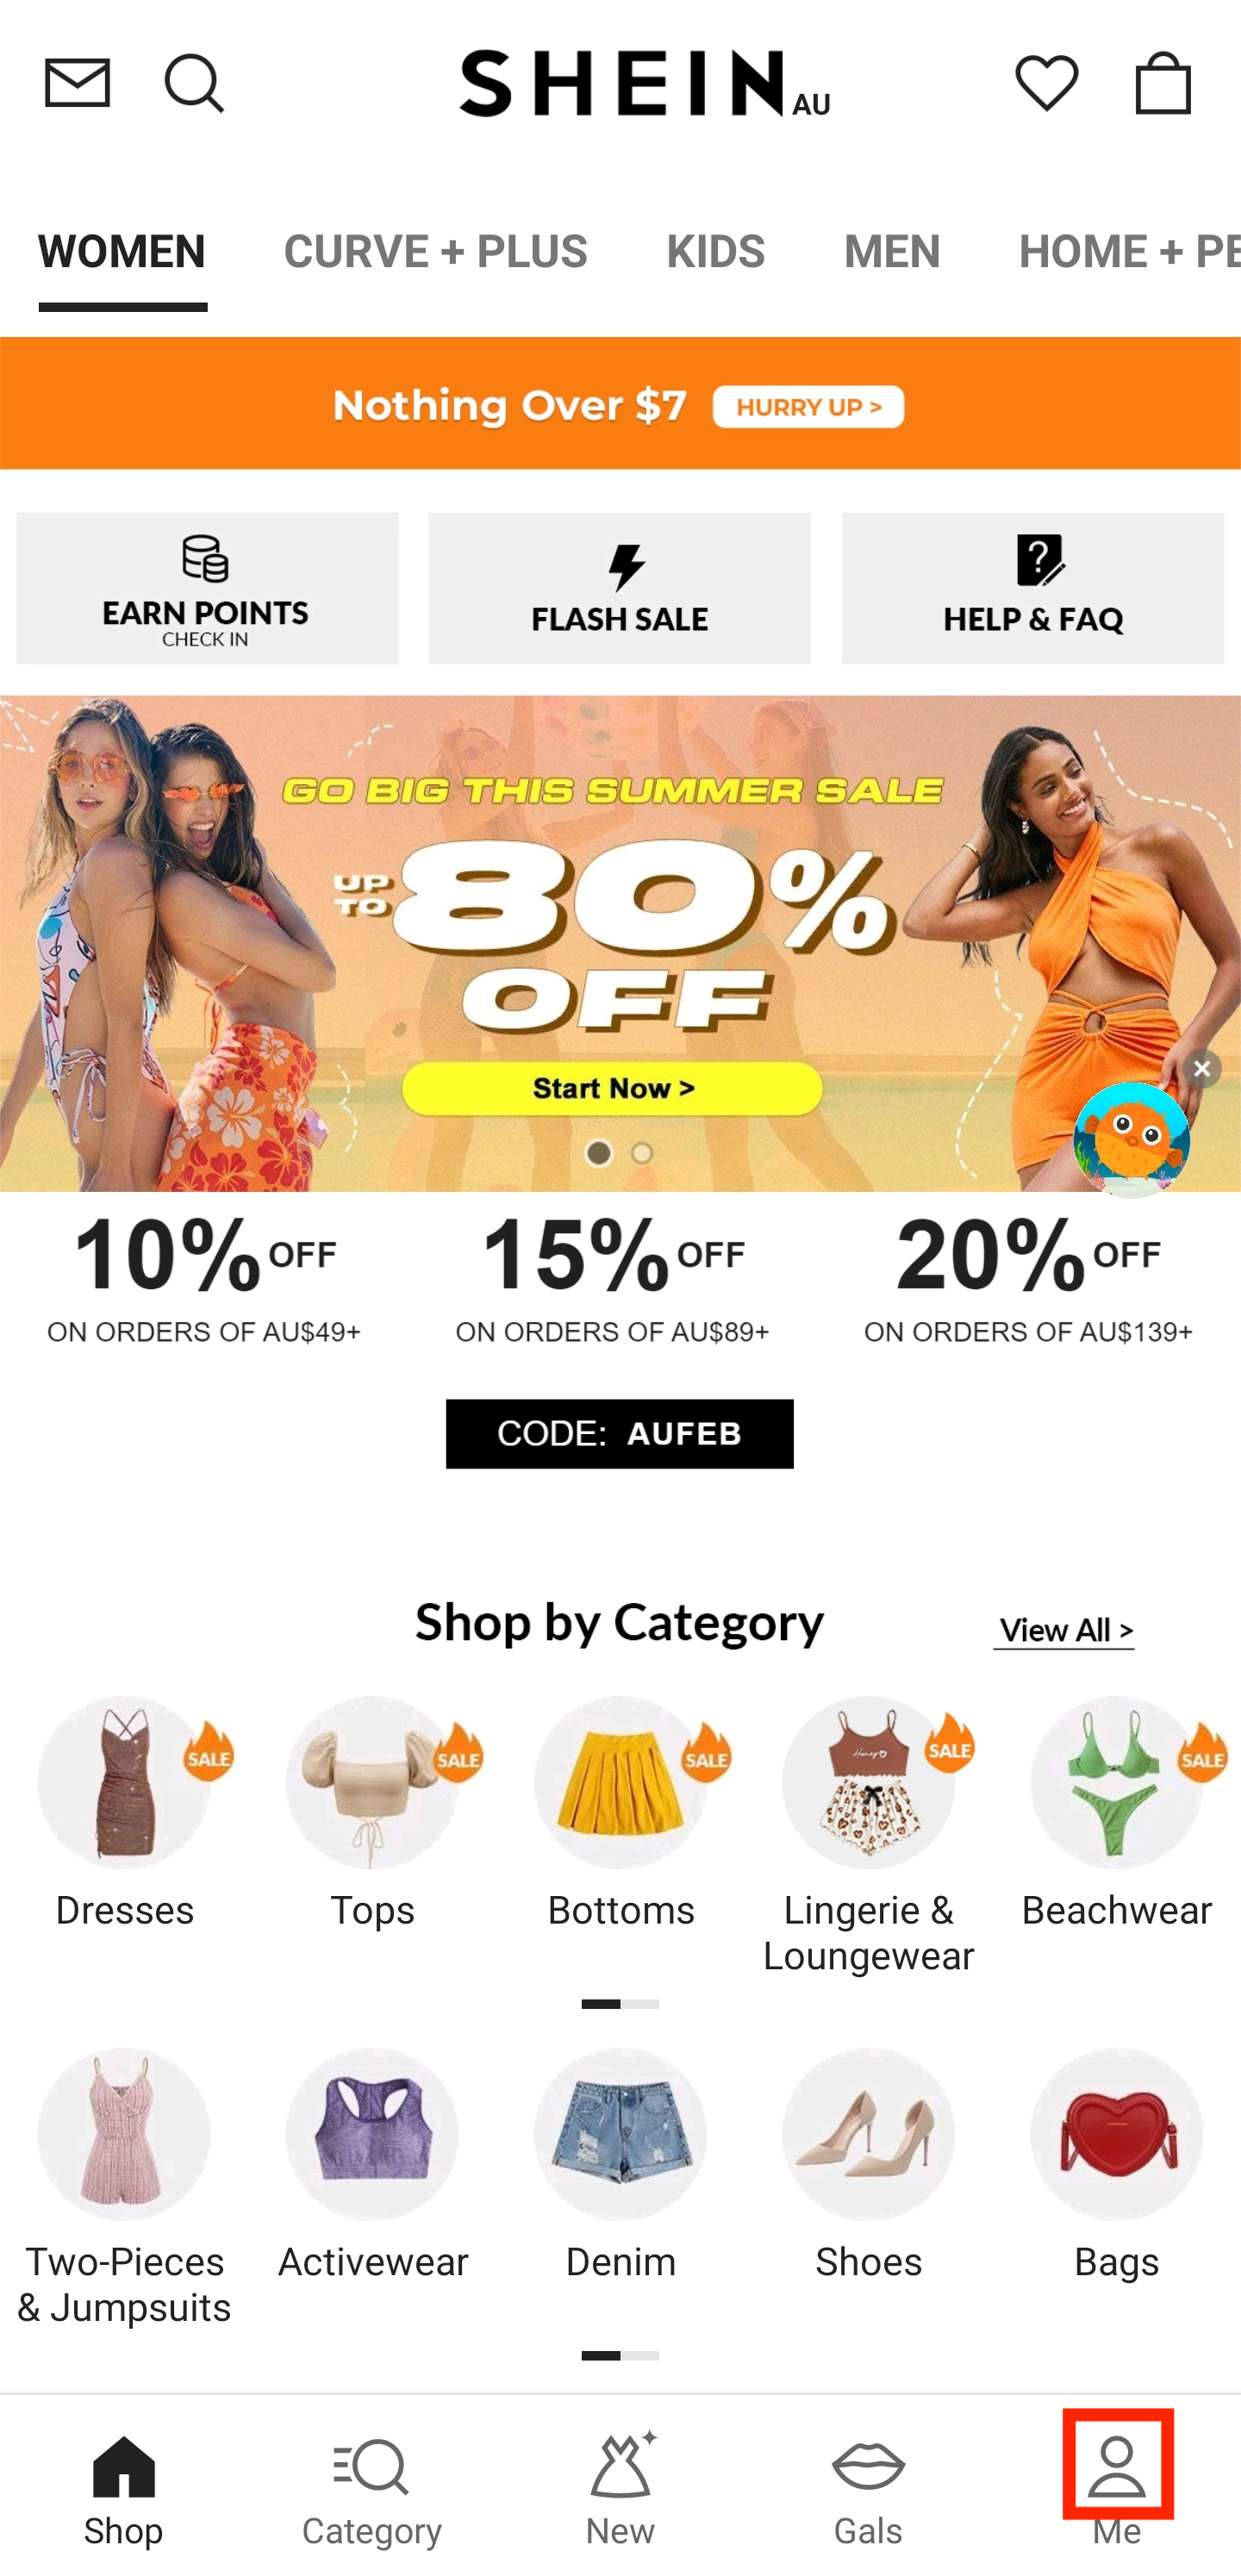 SHEIN AU
WOMEN CURVE + PLUS KIDS MEN HOME + PE
Nothing Over $7 HURRY UP >
EARN POINTS
CHECK IN
FLASH SALE
HELP & FAQ
GO BIG THIS SUMMER SALE
UP TO 80%
OFF
Start Now >
10% OFF
ON ORDERS OF AU$49+
15% OFF
ON ORDERS OF AU$89+
20% OFF
ON ORDERS OF AU$139+
CODE: AUFEB
Shop by Category
View All >
SALE SALE SALE SALE SALE
Honey
Dresses Tops Bottoms Lingerie & Beachwear
Loungewear
Two-Pieces Activewear Denim Shoes Bags
& Jumpsuits
Shop Category New Gals Me